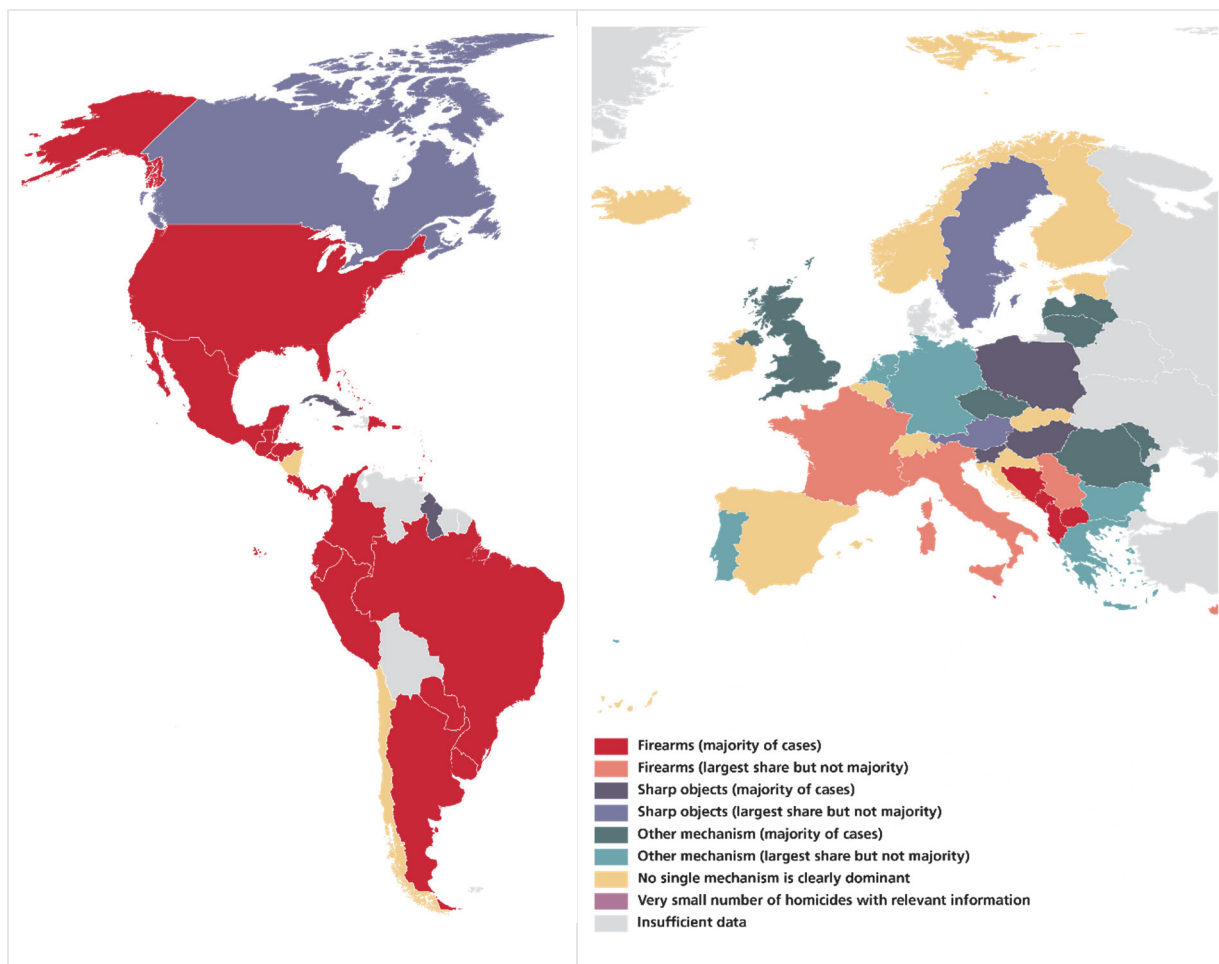 Firearms (majority of cases)
Firearms (largest share but not majority)
Sharp objects (majority of cases)
Sharp objects (largest share but not majority)
Other mechanism (majority of cases)
Other mechanism (largest share but not majority)
No single mechanism is clearly dominant
Very small number of homicides with relevant information
Insufficient data